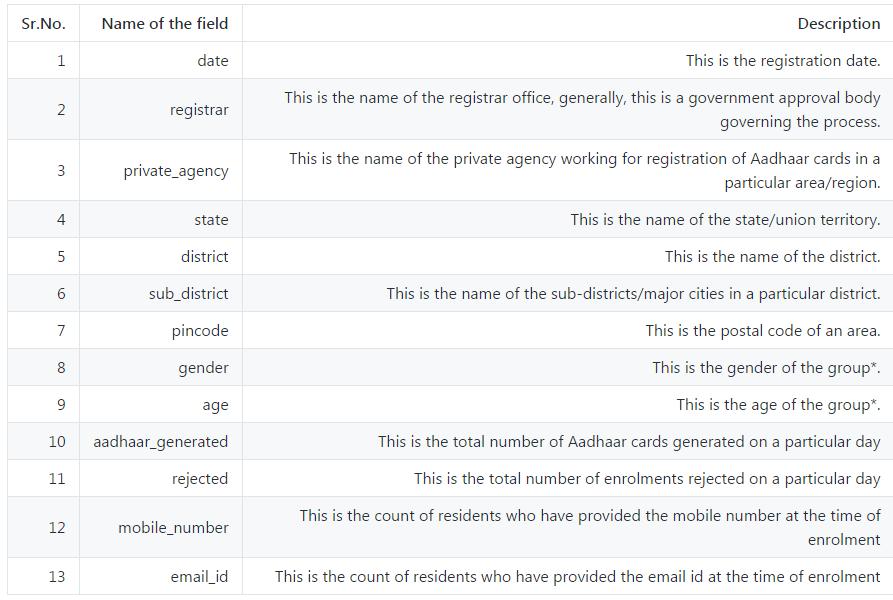 Sr.No. Name of the field Description
1 date This is the registration date.
2 registrar This is the name of the registrar office, generally, this is a government approval body
governing the process.
3 private_agency This is the name of the private agency working for registration of Aadhaar cards in a
particular area/region.
4 state This is the name of the state/union territory.
5 district This is the name of the district.
6 sub_district This is the name of the sub-districts/major cities in a particular district.
7 pincode This is the postal code of an area.
8 gender This is the gender of the group*.
9 age This is the age of the group*.
10 aadhaar_generated This is the total number of Aadhaar cards generated on a particular day
11 rejected This is the total number of enrolments rejected on a particular day
12 mobile_number This is the count of residents who have provided the mobile number at the time of
enrolment
13 email_id This is the count of residents who have provided the email id at the time of enrolment